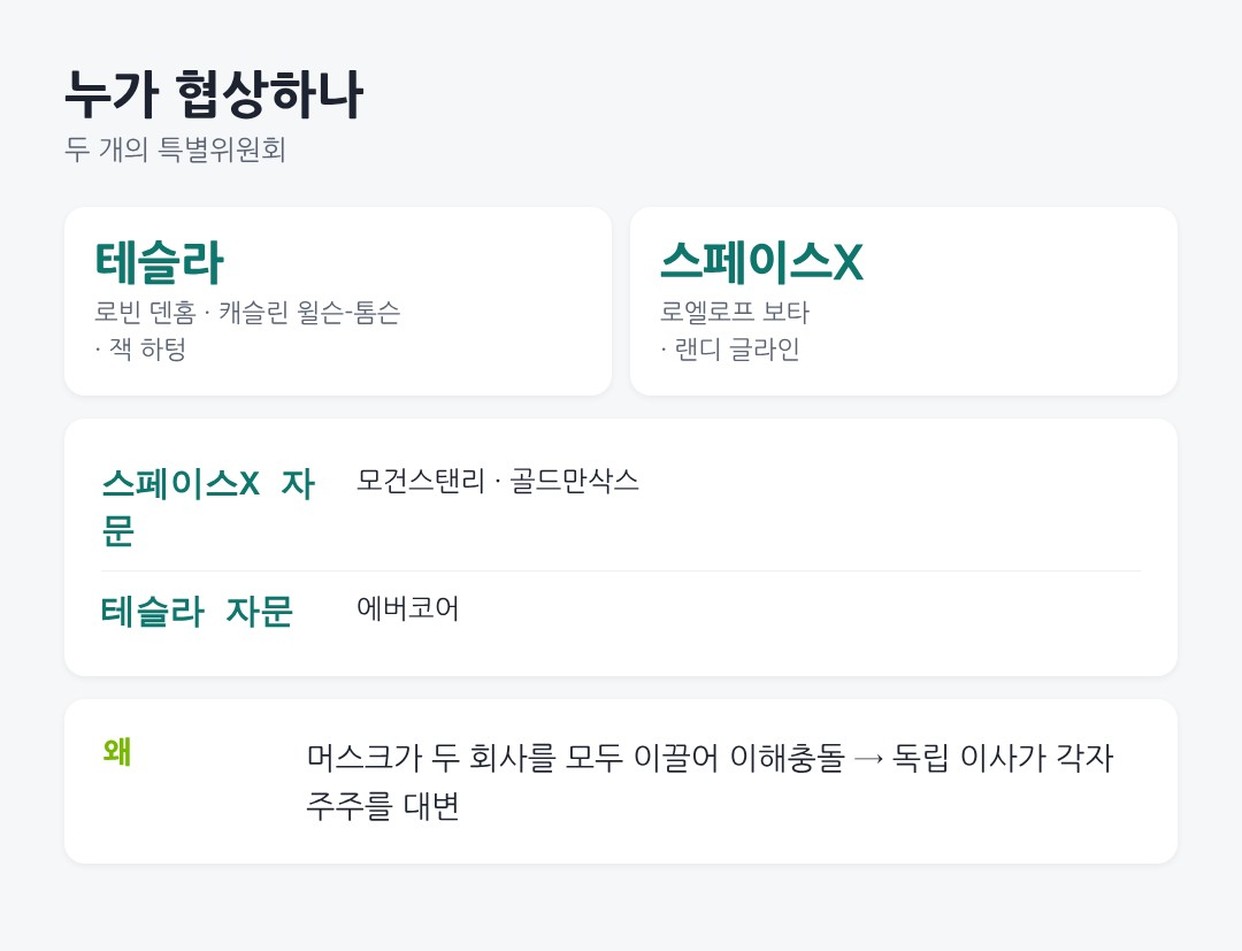 누가 협상하나
두 개의 특별위원회
테슬라
로빈 덴홈 · 캐슬린 윌슨-톰슨
· 잭 하텅
스페이스X
로엘로프 보타
· 랜디 글라인
스페이스X 자
문
모건스탠리 · 골드만삭스
테슬라 자문
에버코어
왜
머스크가 두 회사를 모두 이끌어 이해충돌 → 독립 이사가 각자
주주를 대변